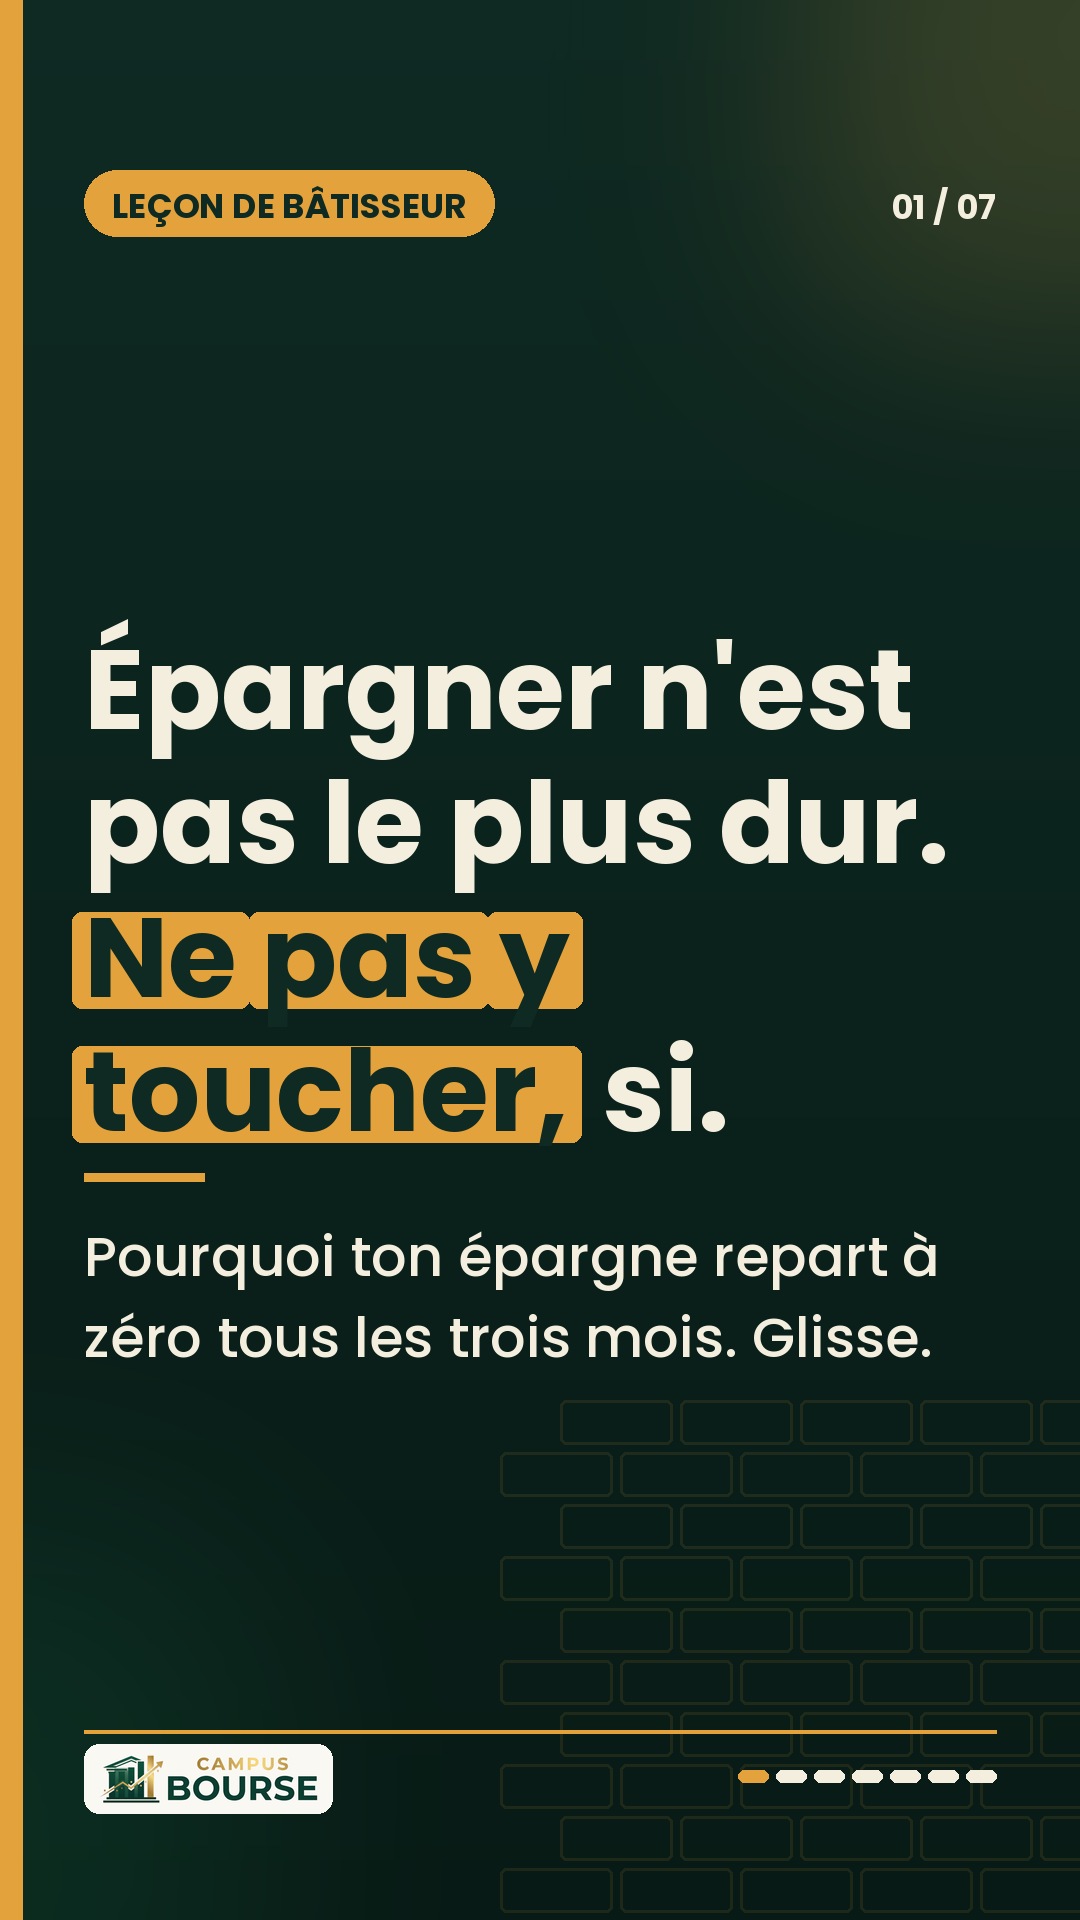 LEÇON DE BÂTISSEUR
01 / 07
Épargner n'est
pas le plus dur.
Ne pas y
toucher, si.
Pourquoi ton épargne repart à
zéro tous les trois mois. Glisse.
CAMPUS
BOURSE